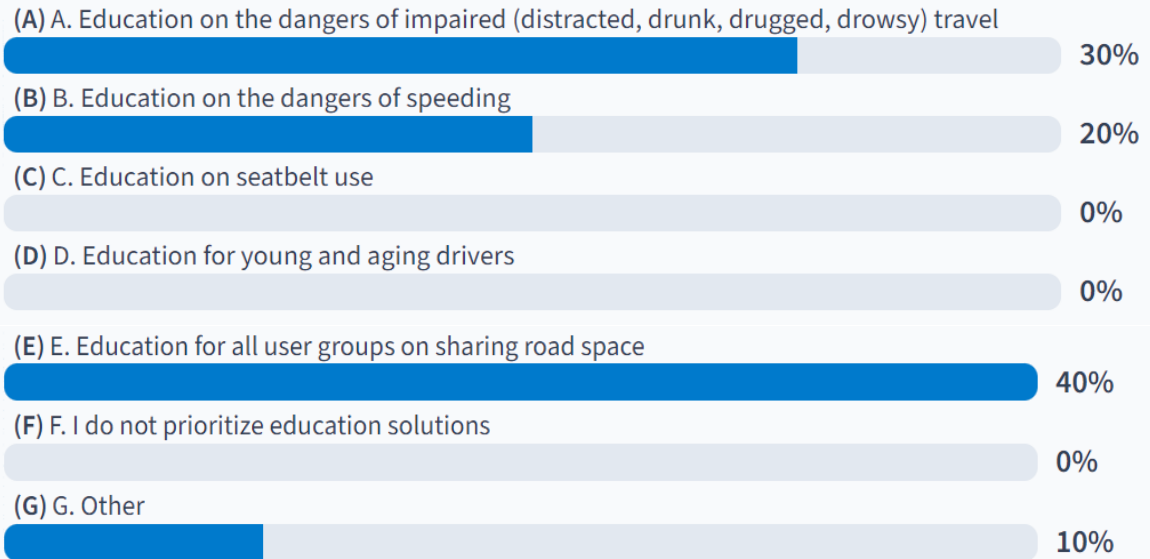 (A) A. Education on the dangers of impaired (distracted, drunk, drugged, drowsy) travel
30%
(B) B. Education on the dangers of speeding
20%
(C) C. Education on seatbelt use
0%
(D) D. Education for young and aging drivers
0%
(E) E. Education for all user groups on sharing road space
40%
(F) F. I do not prioritize education solutions
0%
(G) G. Other
10%